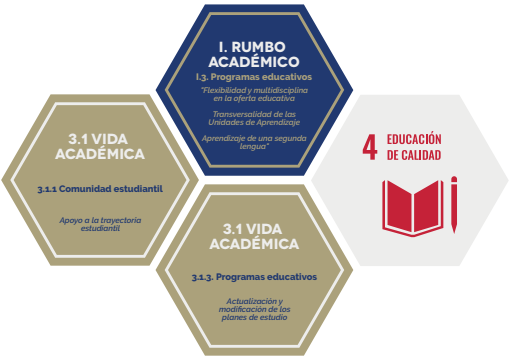 I. RUMBO
ACADÉMICO
I.3. Programas educativos
"Flexibilidad y multidisciplina
en la oferta educativa
Transversalidad de las
Unidades de Aprendizaje
Aprendizaje de una segunda
lengua"
3.1 VIDA
ACADÉMICA
3.1.1 Comunidad estudiantil
Apoyo a la trayectoria
estudiantil
4 EDUCACIÓN
DE CALIDAD
3.1 VIDA
ACADÉMICA
3.1.3. Programas educativos
Actualización y
modificación de los
planes de estudio